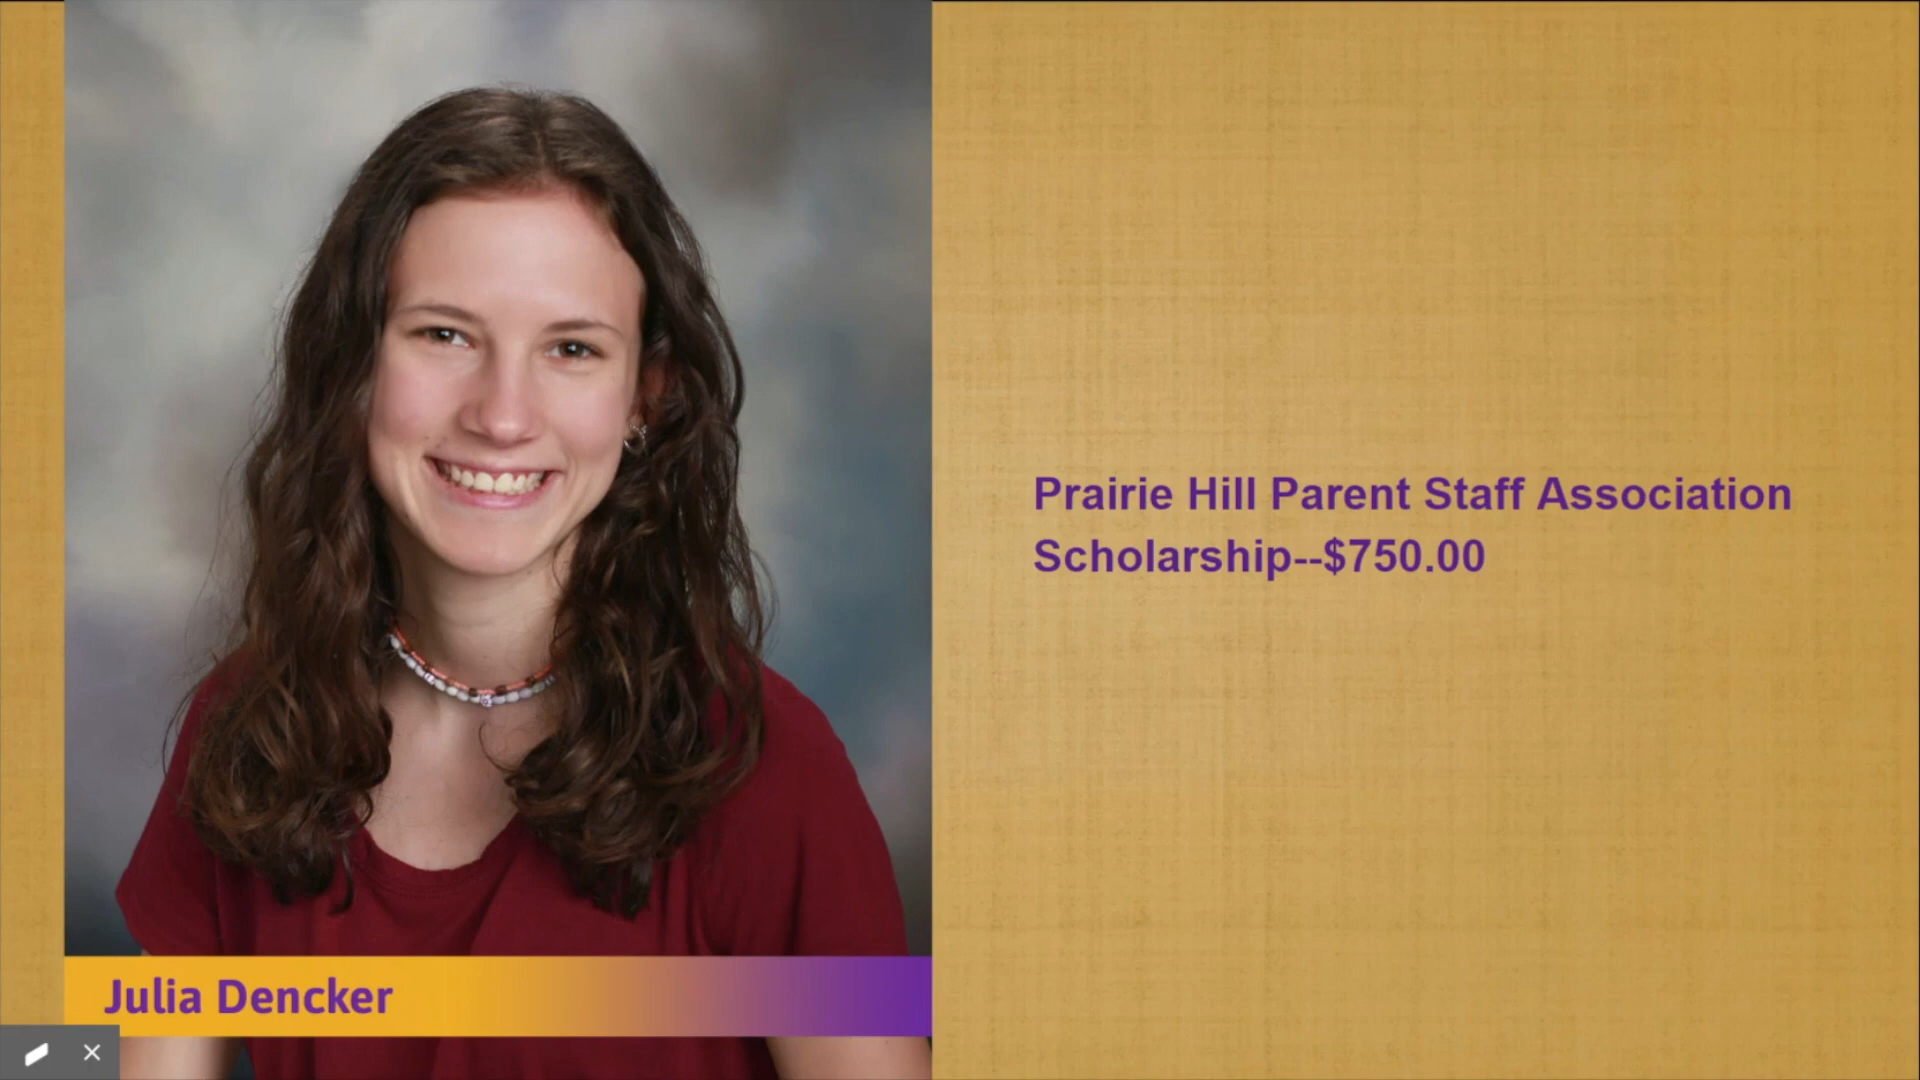 Prairie Hill Parent Staff Association
Scholarship--$750.00
Julia Dencker